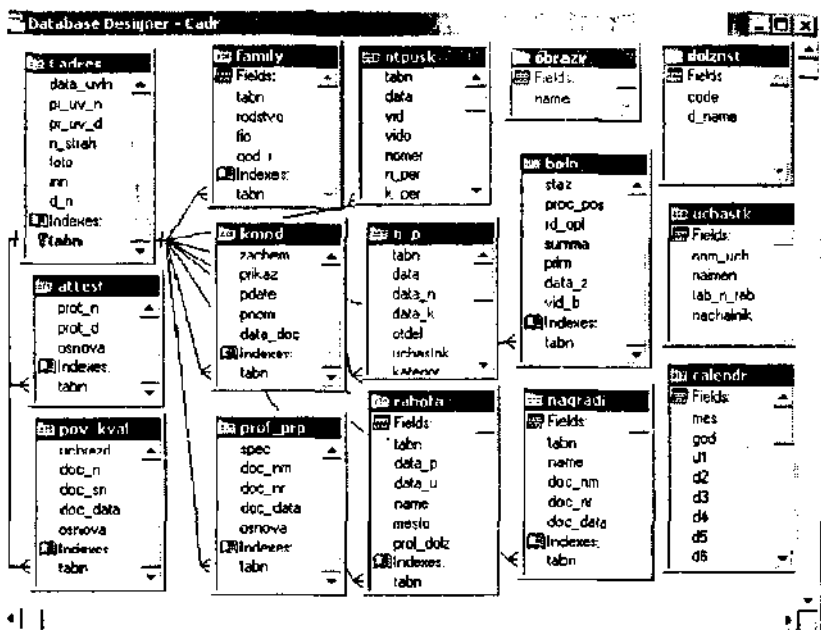 Database Designer - Cadr
Cadres
data_uvln
pr_uv_n
pr_uv_d
n_strah
foto
inn
d_n
Indexes:
tabn
family
Fields:
tabn
rodstvo
fio
god_r
Indexes:
tabn
otpusk
tabn
data
vid
vido
nomer
n_per
k_per
obrazir
Fields:
name
dolznst
Fields
code
d_name
boln
staz
proc_pos
rd_opl
summa
prim
data_z
vid_b
Indexes:
tabn
uchastk
Fields:
naimen
tab_n_rab
nachalnik
attest
prot_n
prot_d
osnova
Indexes:
tabn
komd
zachem
prikaz
pdate
pnom
data_doc
Indexes:
tabn
n_p
tabn
data
data_n
data_k
otdel
uchastnk
kategor
pov_kval
uchrezd
doc_n
doc_sn
doc_data
osnova
Indexes:
tabn
prof_prp
spec
doc_nm
doc_nr
doc_data
osnova
Indexes:
tabn
rabota
Fields:
tabn
data_p
data_u
name
mesto
prof_dolz
Indexes:
tabn
nagradi
Fields:
tabn
name
doc_nm
doc_nr
doc_data
Indexes:
tabn
calendr
Fields:
mes
god
d1
d2
d3
d4
d5
d6